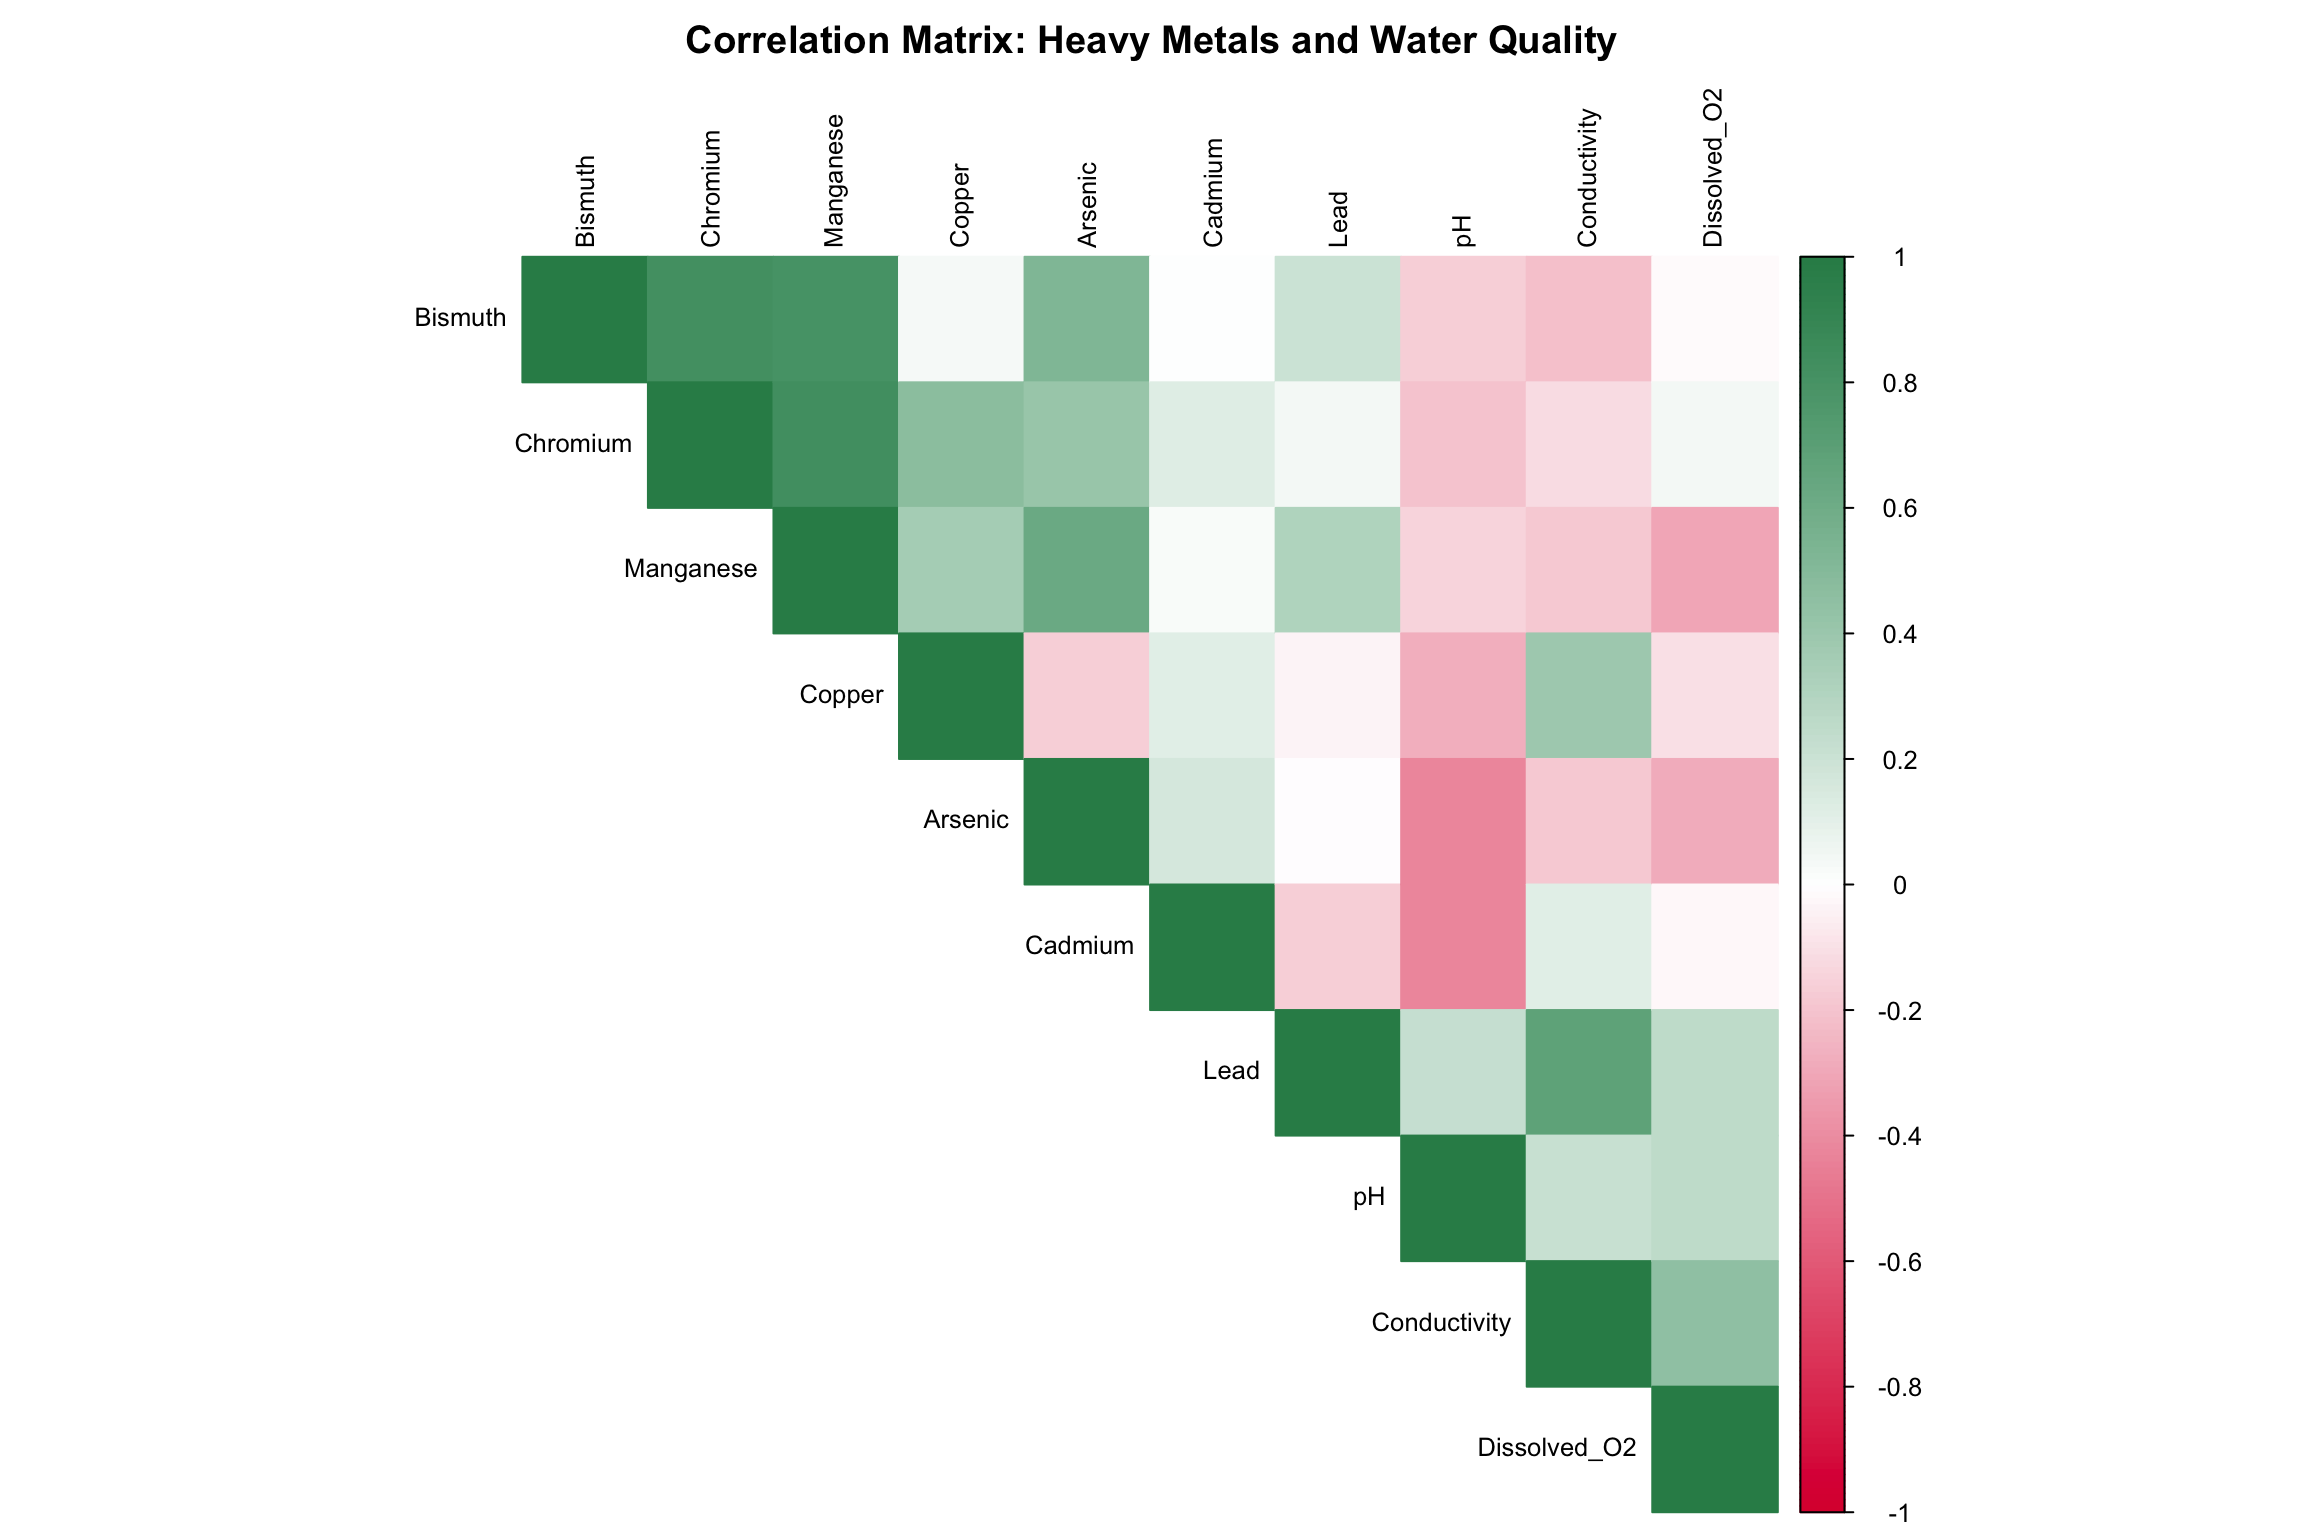 Correlation Matrix: Heavy Metals and Water Quality
Bismuth
Chromium
Manganese
Copper
Arsenic
Cadmium
Lead
pH
Conductivity
Dissolved_O2
Bismuth
Chromium
Manganese
Copper
Arsenic
Cadmium
Lead
pH
Conductivity
Dissolved_O2
1
0.8
0.6
0.4
0.2
0
-0.2
-0.4
-0.6
-0.8
-1